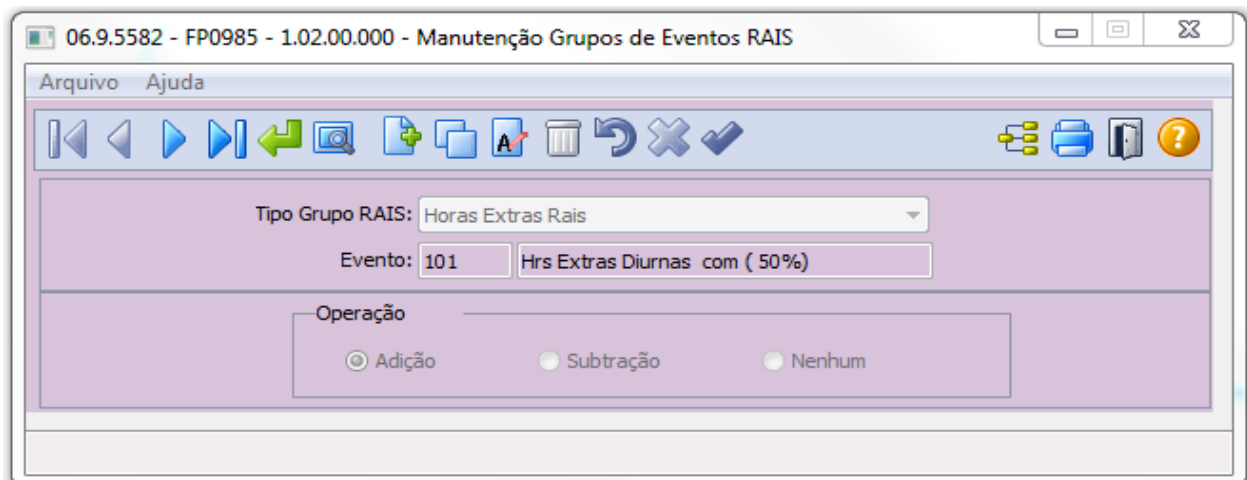 06.9.5582 - FP0985 - 1.02.00.000 - Manutenção Grupos de Eventos RAIS
Arquivo Ajuda
Tipo Grupo RAIS: Horas Extras Rais
Evento: 101 Hrs Extras Diurnas com ( 50%)
Operação
Adição Subtração Nenhum